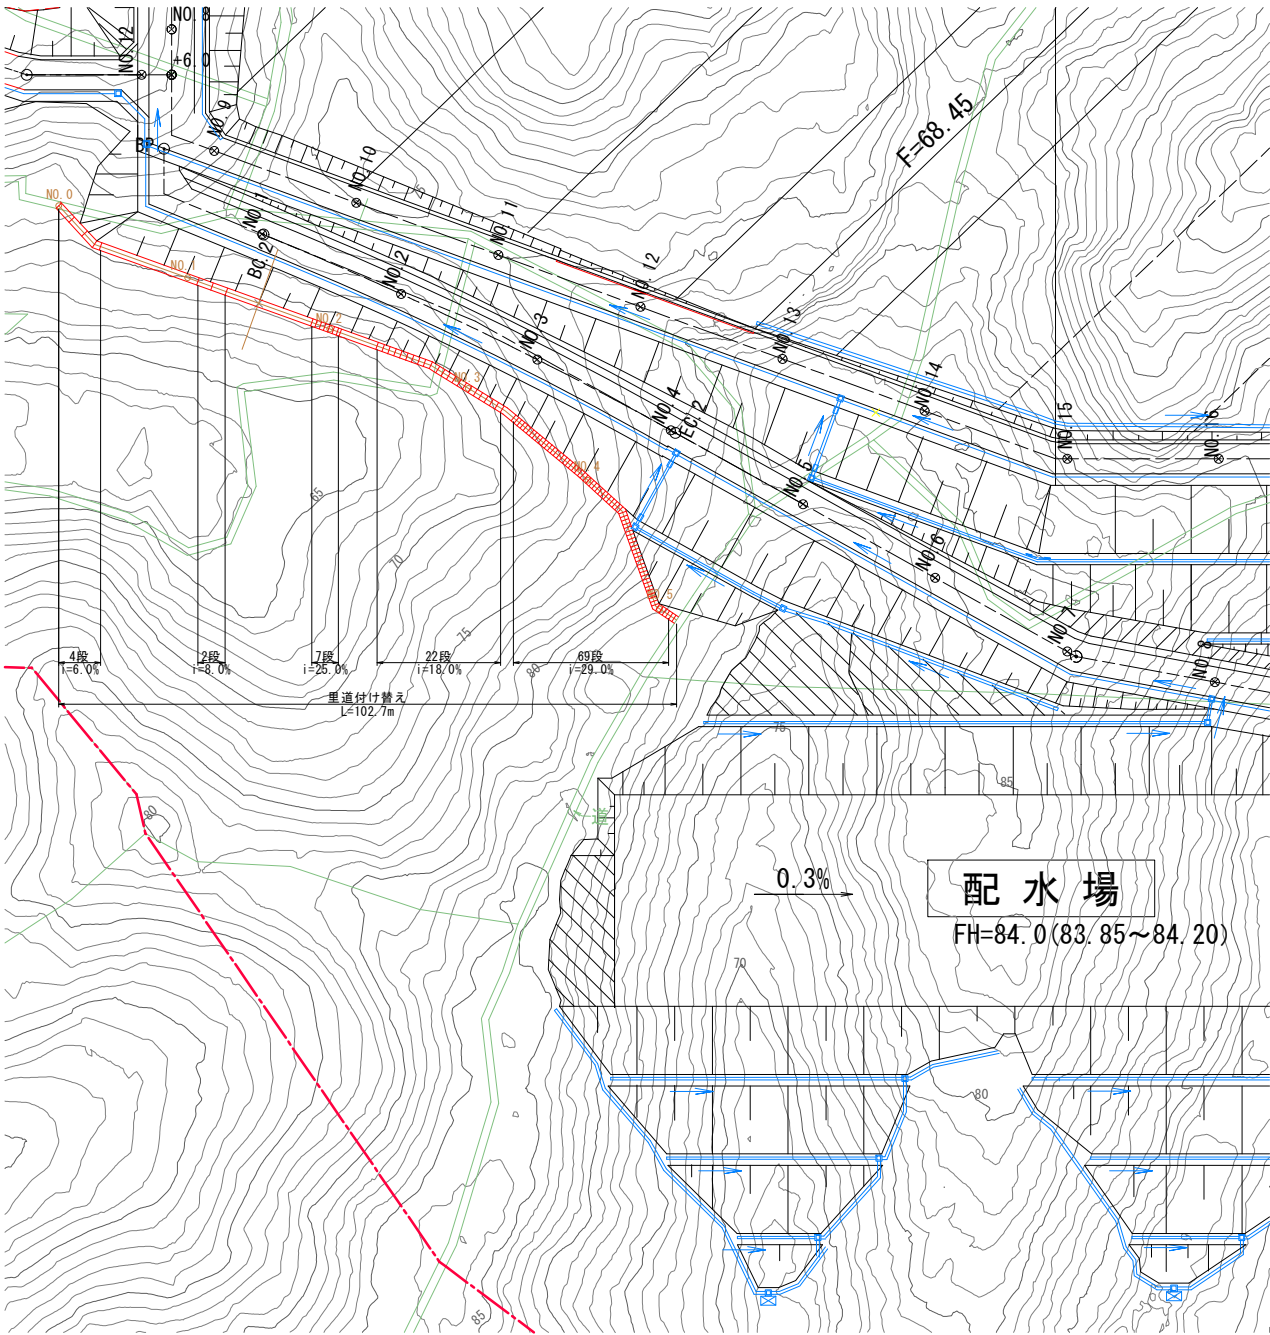 NO.8
NO.12
+6.0
NO.9
BP
NO.10
F=68.45
NO.0
NO.1
NO.11
BC.2
NO.2
NO.12
NO.1
NO.3
NO.13
NO.2
NO.14
NO.3
NO.4
EC.2
NO.15
NO.16
NO.4
NO.5
65
NO.6
70
NO.5
NO.7
75
NO.8
80
4段
i=6.0%
2段
i=8.0%
7段
i=25.0%
22段
i=18.0%
69段
i=29.0%
里道付け替え
L=102.7m
75
85
80
道
0.3%
配水場
FH=84.0(83.85～84.20)
70
80
85